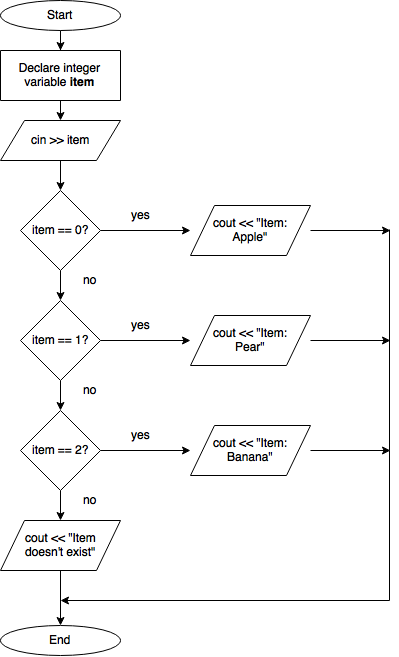 Start
Declare integer
variable item
cin >> item
item == 0?
yes
cout << "Item:
Apple"
no
item == 1?
yes
cout << "Item:
Pear"
no
item == 2?
yes
cout << "Item:
Banana"
no
cout << "Item
doesn't exist"
End